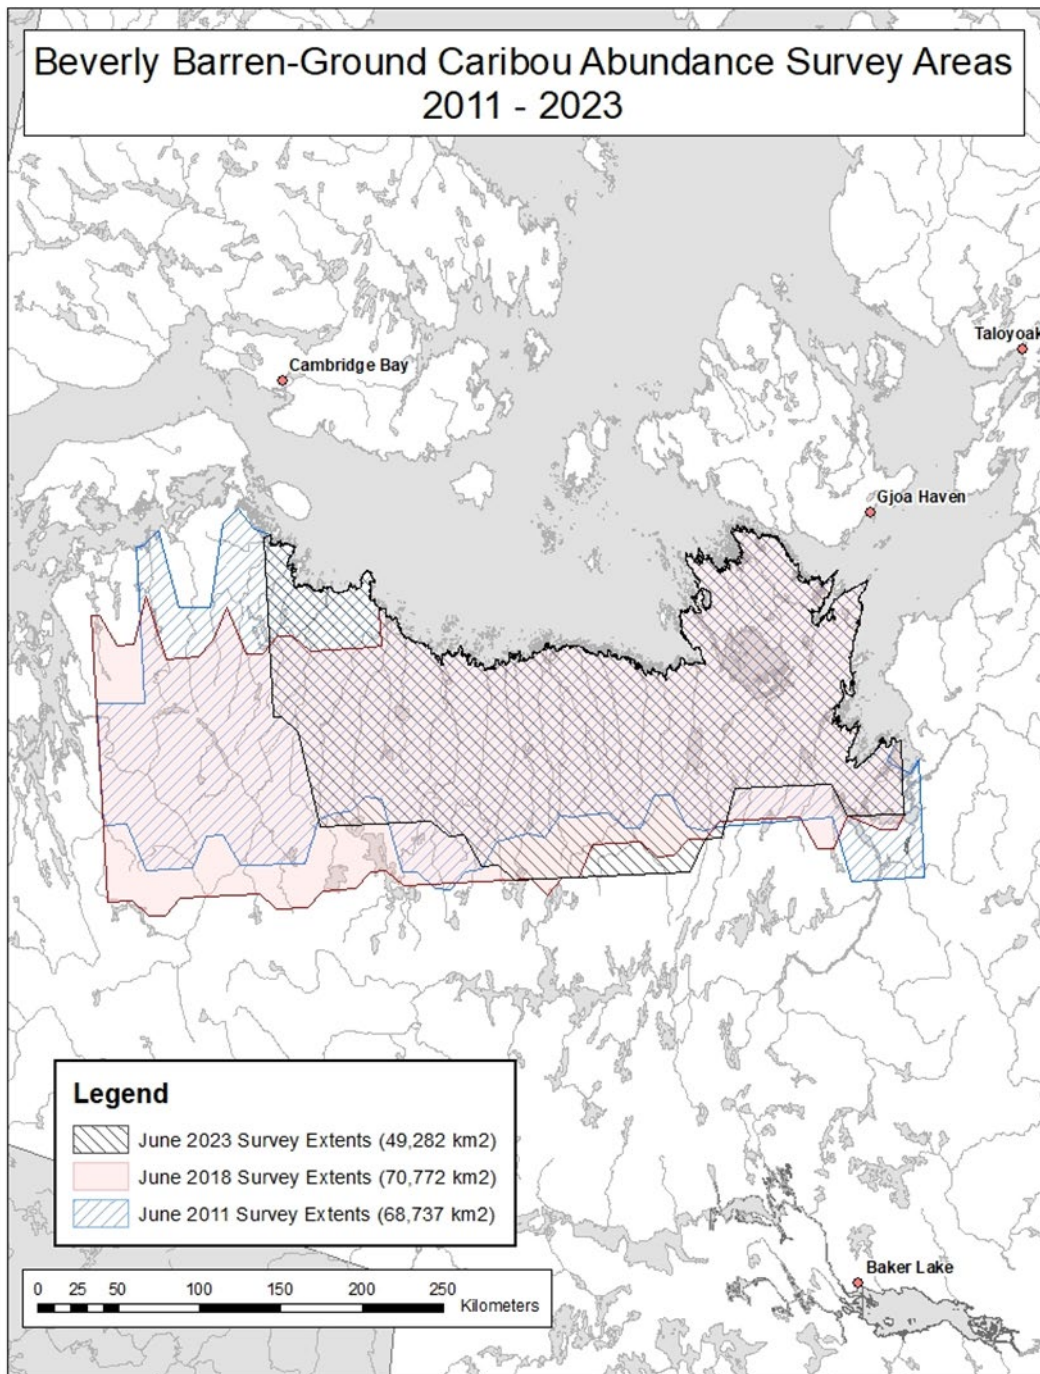 Beverly Barren-Ground Caribou Abundance Survey Areas
2011 - 2023
Taloyoak
Cambridge Bay
Gjoa Haven
Legend
June 2023 Survey Extents (49,282 km2)
June 2018 Survey Extents (70,772 km2)
June 2011 Survey Extents (68,737 km2)
Baker Lake
0 25 50 100 150 200 250
Kilometers